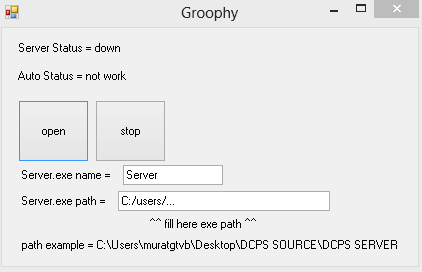 Groophy
Server Status = down
Auto Status = not work
open stop
Server.exe name = Server
Server.exe path = C:/users/...
^^ fill here exe path ^^
path example = C:\Users\muratgtvb\Desktop\DCPS SOURCE\DCPS SERVER